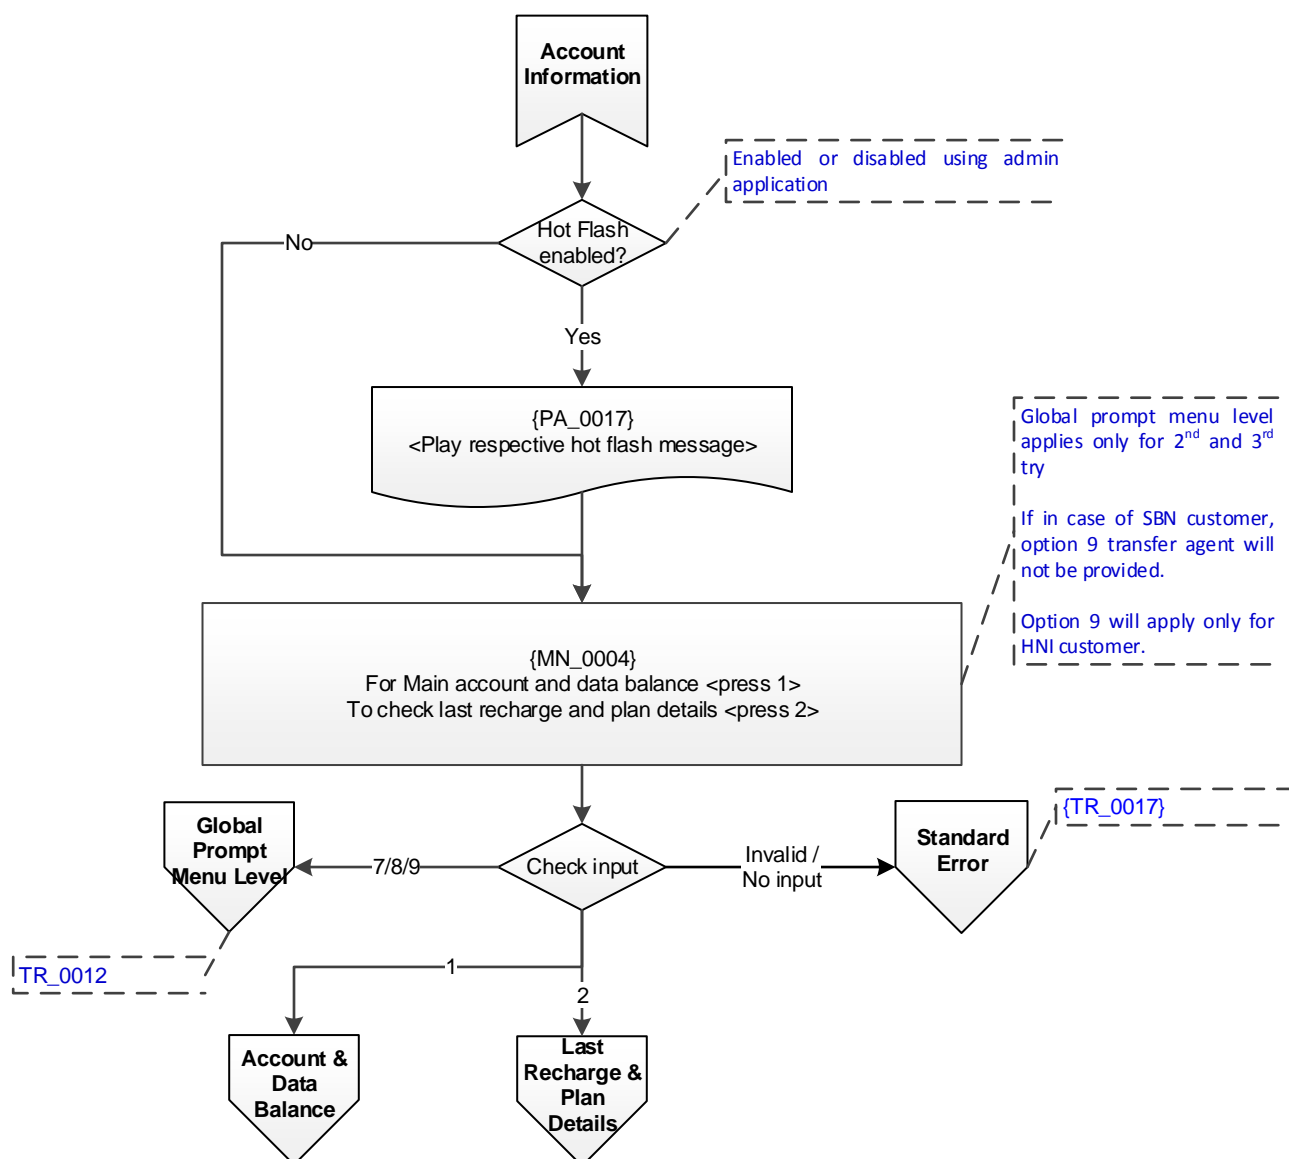 Account
Information
Enabled or disabled using admin
application
Hot Flash
enabled?
No
Yes
{PA_0017}
<Play respective hot flash message>
Global prompt menu level
applies only for 2nd and 3rd
try
If in case of SBN customer,
option 9 transfer agent will
not be provided.
Option 9 will apply only for
HNI customer.
{MN_0004}
For Main account and data balance <press 1>
To check last recharge and plan details <press 2>
Global
Prompt
Menu Level
7/8/9
Check input
Invalid /
No input
Standard
Error
{TR_0017}
TR_0012
1
2
Account &
Data
Balance
Last
Recharge &
Plan
Details